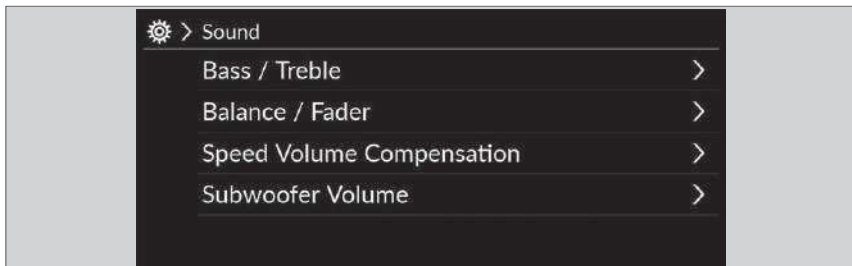 > Sound
Bass / Treble >
Balance / Fader >
Speed Volume Compensation >
Subwoofer Volume >